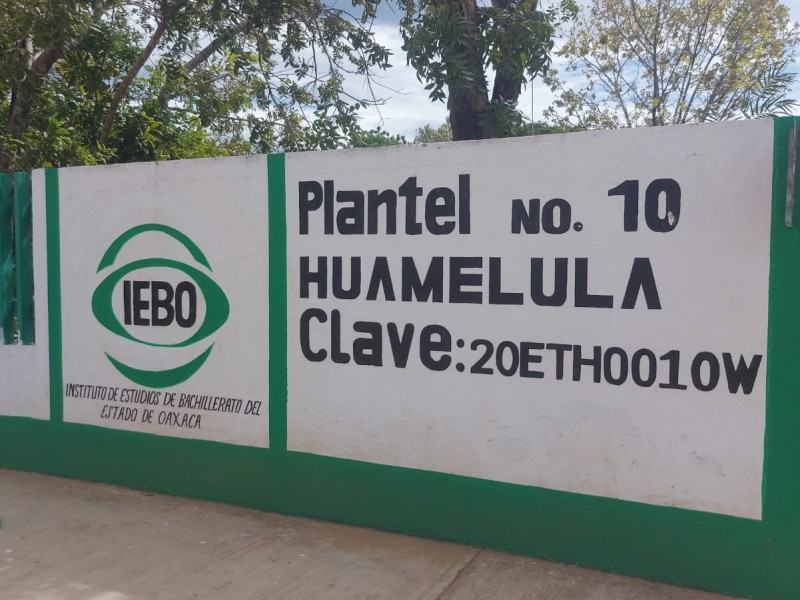 IEBO
INSTITUTO DE ESTUDIOS DE BACHILLERATO DEL
ESTADO DE OAXACA
Plantel No. 10
HUAMELULA
Clave: 20ETH0010W